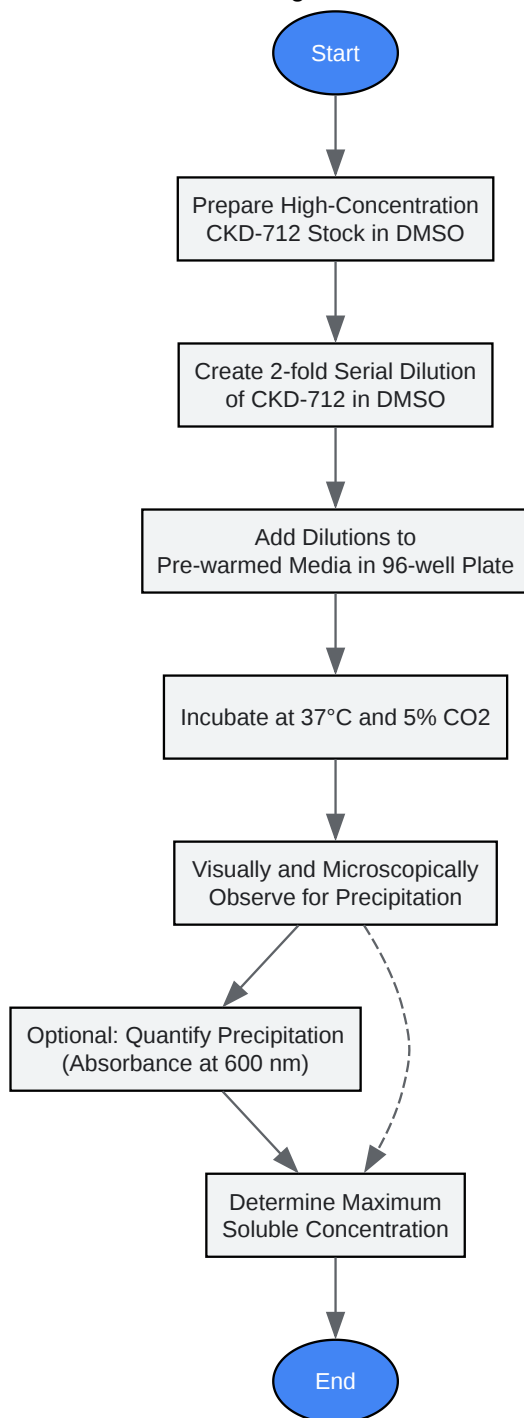 Start
Prepare High-Concentration
CKD-712 Stock in DMSO
Create 2-fold Serial Dilution
of CKD-712 in DMSO
Add Dilutions to
Pre-warmed Media in 96-well Plate
Incubate at 37°C and 5% CO2
Visually and Microscopically
Observe for Precipitation
Optional: Quantify Precipitation
(Absorbance at 600 nm)
Determine Maximum
Soluble Concentration
End